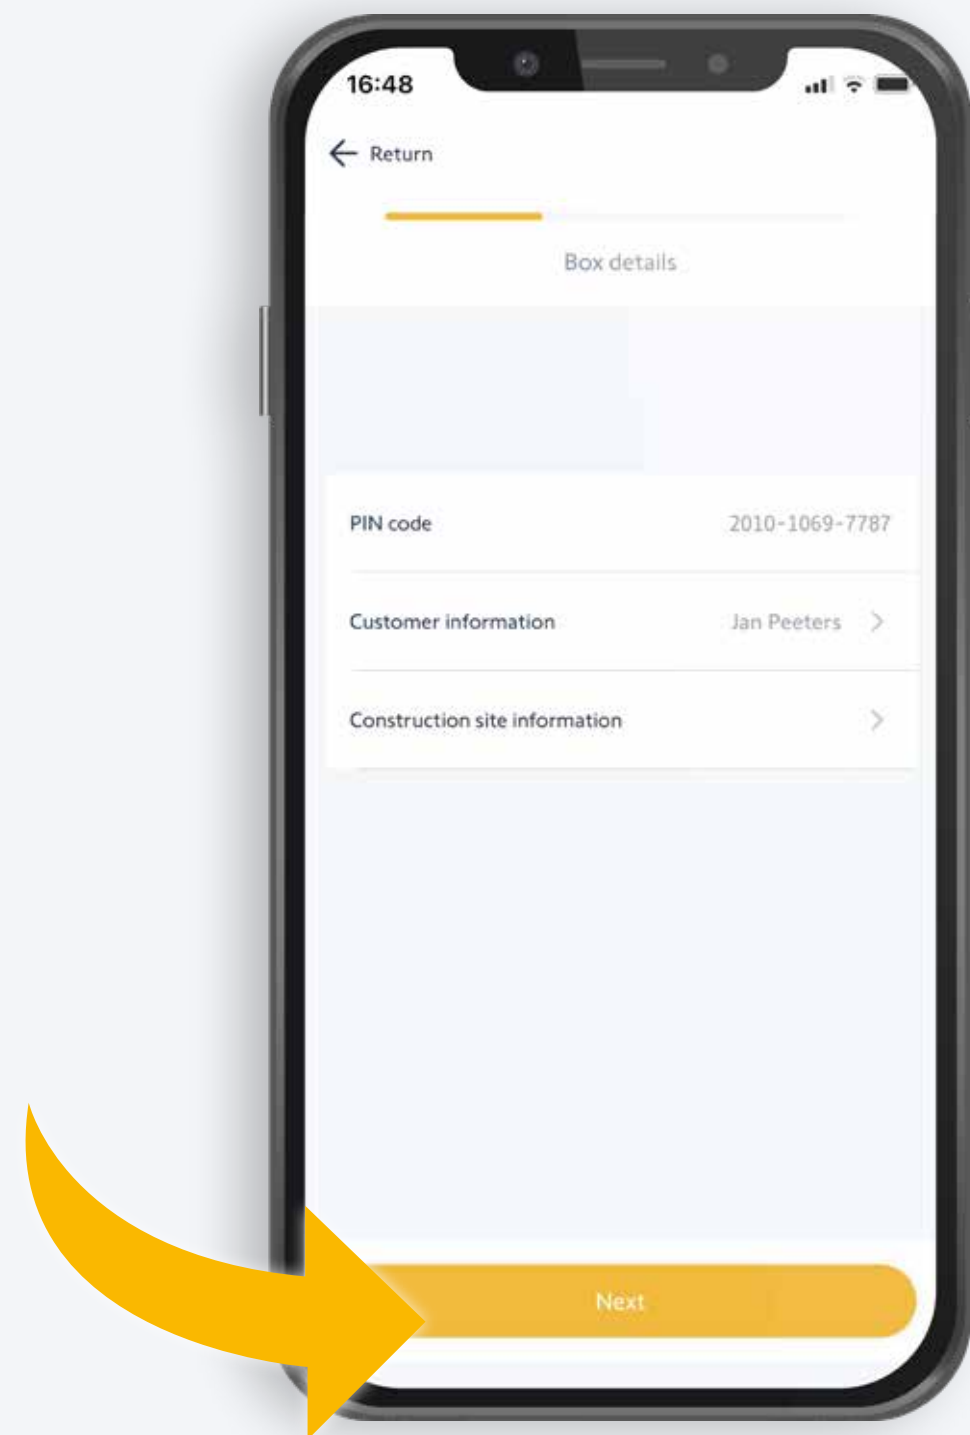 16:48
Return
Box details
PIN code 2010-1069-7787
Customer information Jan Peeters
Construction site information
Next